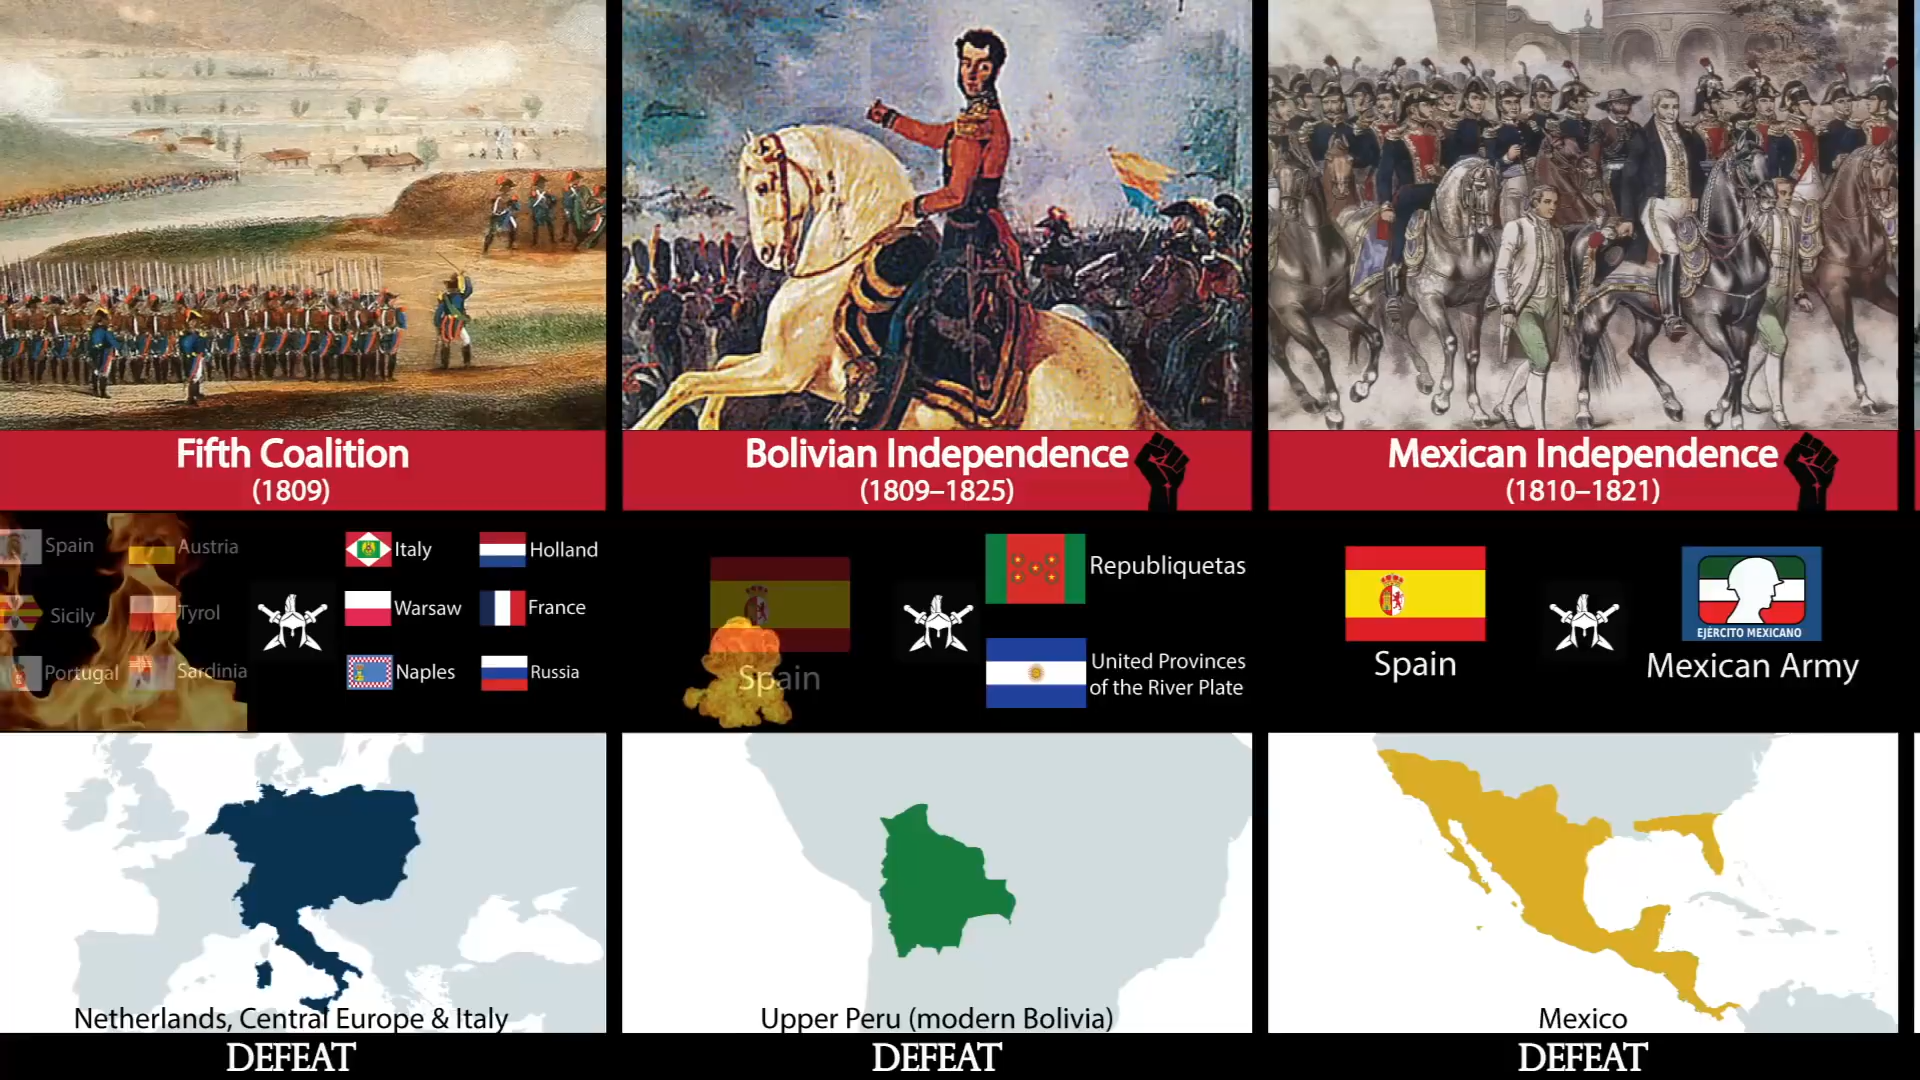 Fifth Coalition
(1809)
Spain
Austria
Italy
Holland
Sicily
Tyrol
Warsaw
France
Portugal
Sardinia
Naples
Russia
Netherlands, Central Europe & Italy
DEFEAT
Bolivian Independence
(1809–1825)
Spain
Republiquetas
United Provinces
of the River Plate
Upper Peru (modern Bolivia)
DEFEAT
Mexican Independence
(1810–1821)
Spain
EJÉRCITO MEXICANO
Mexican Army
Mexico
DEFEAT